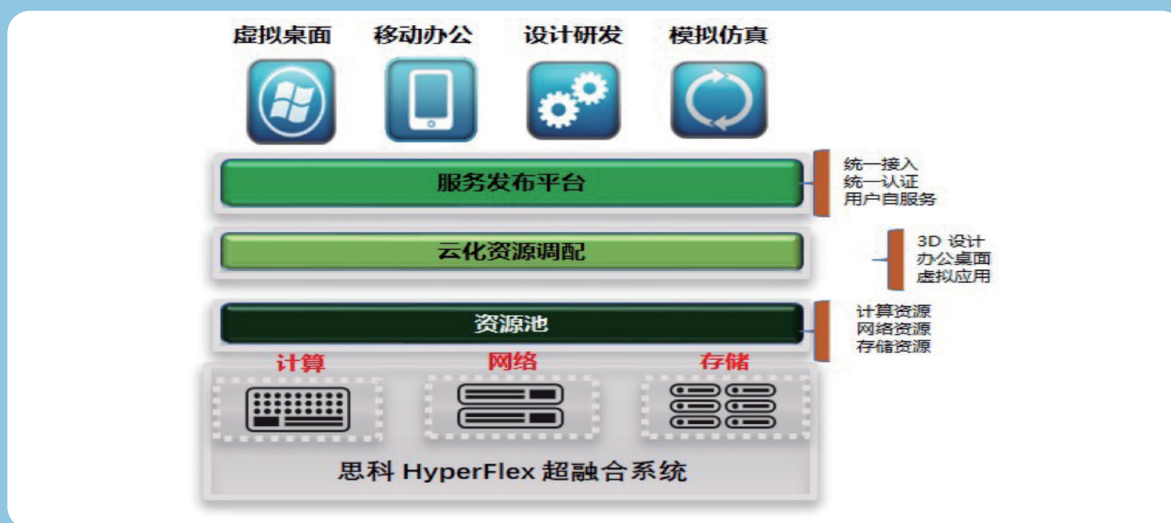 虚拟桌面 移动办公 设计研发 模拟仿真
服务发布平台
统一接入
统一认证
用户自服务
云化资源调配
3D 设计
办公桌面
虚拟应用
资源池
计算资源
网络资源
存储资源
计算 网络 存储
思科 HyperFlex 超融合系统